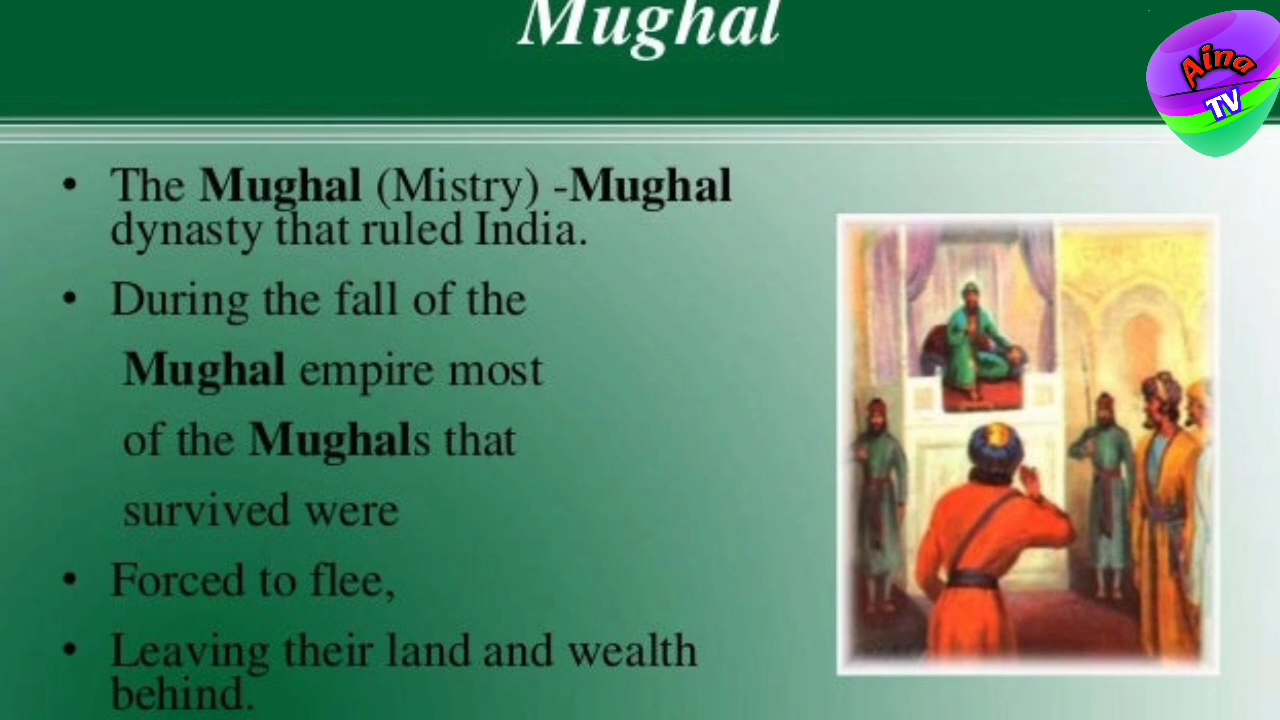 Mughal
Aina
TV
• The Mughal (Mistry) -Mughal
dynasty that ruled India.
• During the fall of the
Mughal empire most
of the Mughals that
survived were
• Forced to flee,
• Leaving their land and wealth
behind.